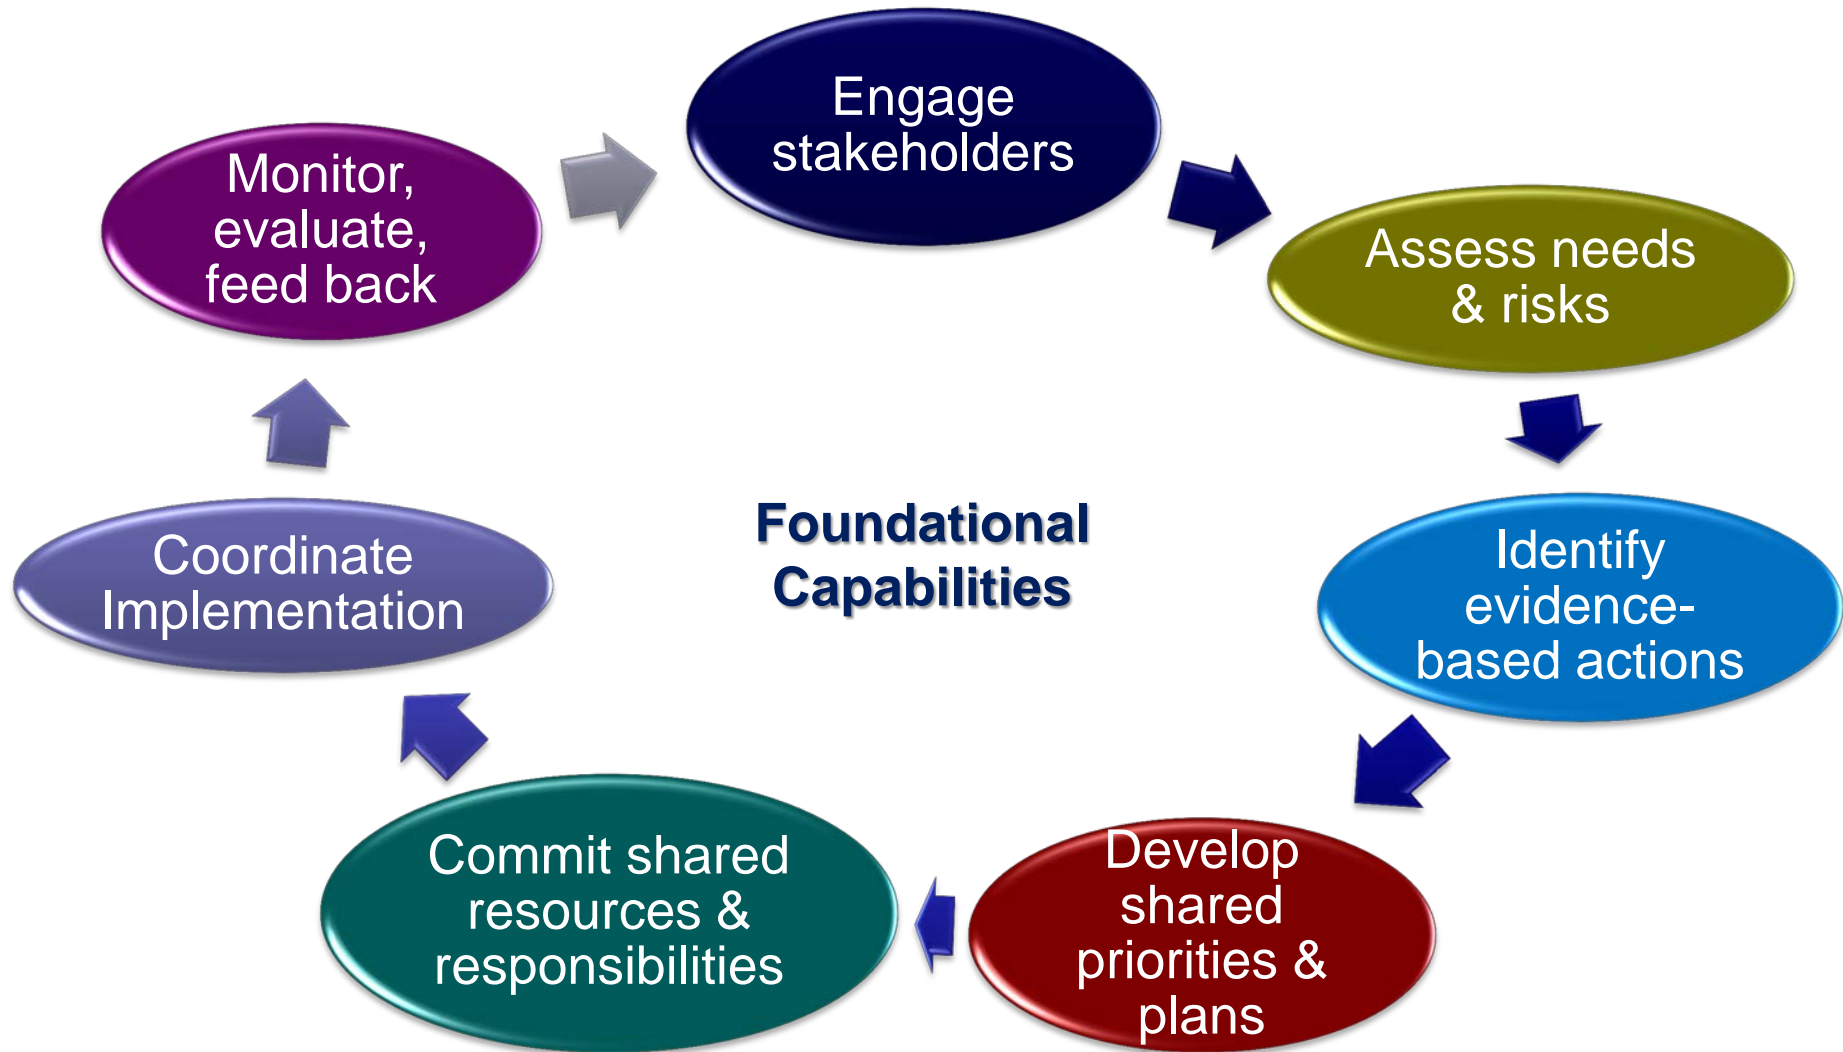 Engage
stakeholders
Assess needs
& risks
Identify
evidence-
based actions
Develop
shared
priorities &
plans
Commit shared
resources &
responsibilities
Coordinate
Implementation
Monitor,
evaluate,
feed back
Foundational
Capabilities